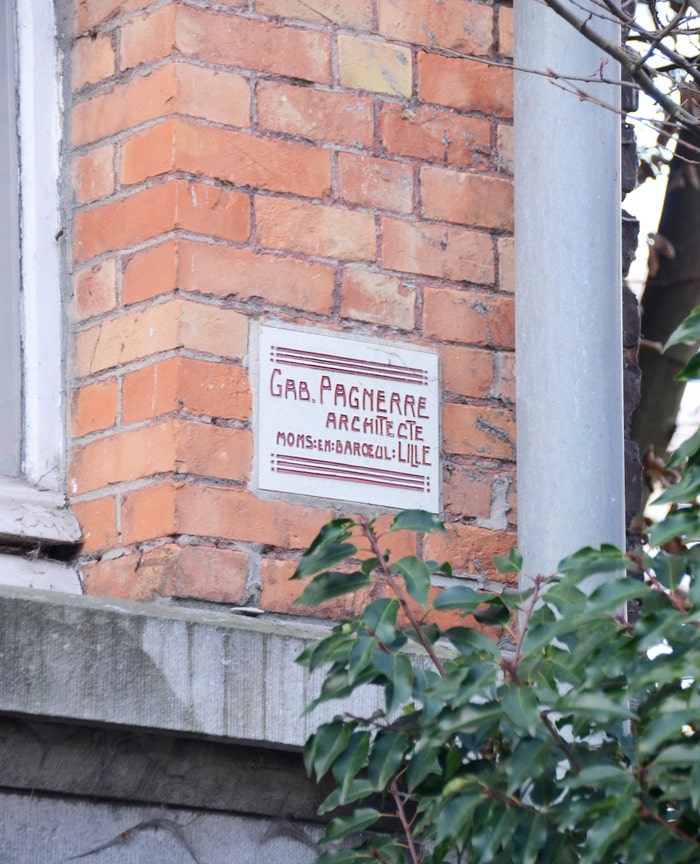 GAB. PAGNERRE
ARCHITECTE
MONS:EN:BARŒUL:LILLE